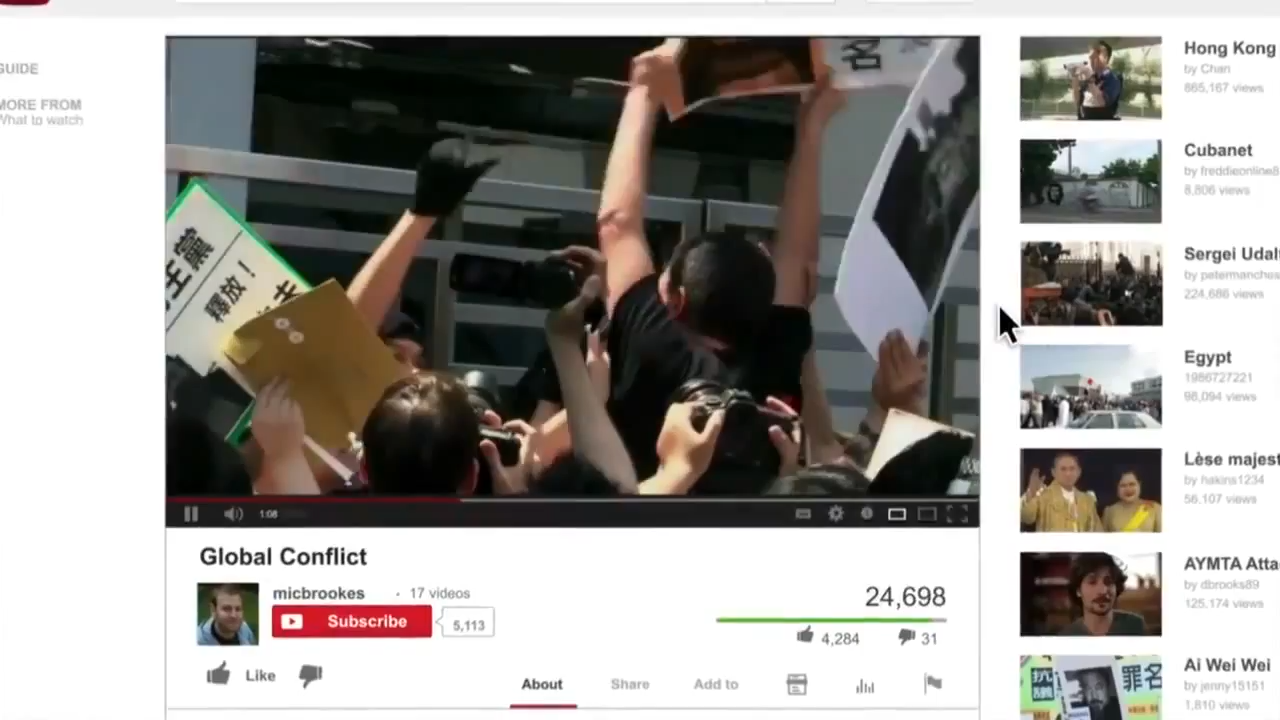 GUIDE
MORE FROM
What to watch
名
主黨
釋放！
1:08
Global Conflict
micbrookes · 17 videos
Subscribe
5,113
24,698
4,284
31
Like
About
Share
Add to
Hong Kong
by Chan
865,167 views
Cubanet
by freddieonline8
8,806 views
Sergei Udal
by petermanches
224,686 views
Egypt
1986727221
98,094 views
Lèse majest
by hakins1234
56,107 views
AYMTA Atta
by dbrooks89
125,174 views
Ai Wei Wei
by jenny15151
1,810 views
抗議
罪名